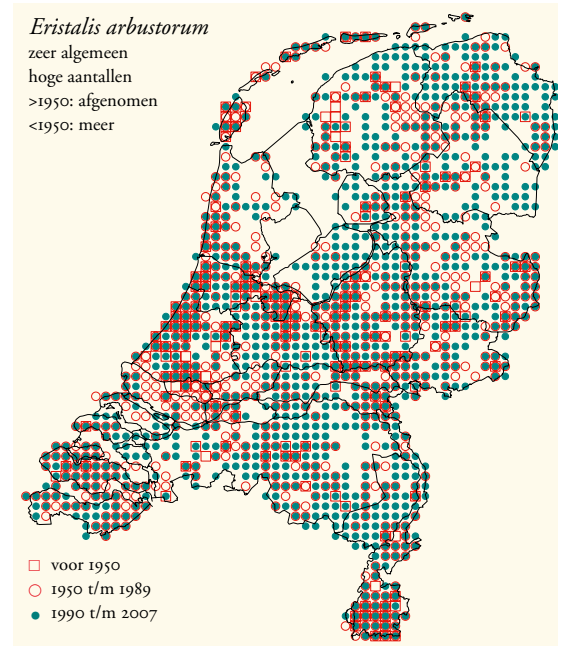 Eristalis arbustorum
zeer algemeen
hoge aantallen
>1950: afgenomen
<1950: meer
voor 1950
1950 t/m 1989
1990 t/m 2007